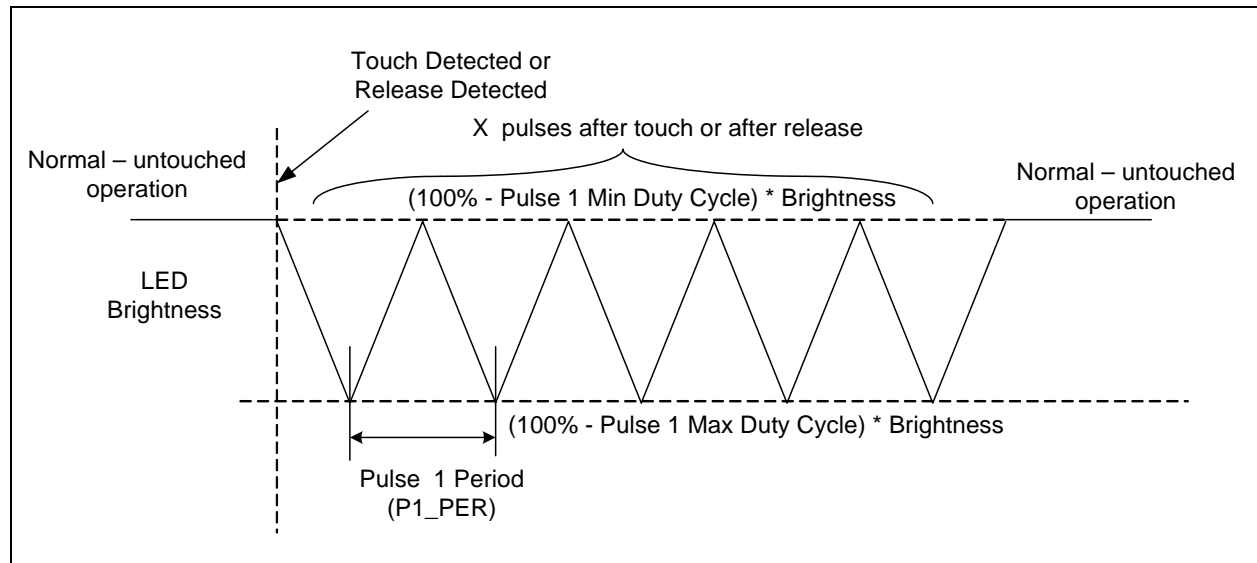 Touch Detected or
Release Detected
X pulses after touch or after release
Normal – untouched
operation
(100% - Pulse 1 Min Duty Cycle) * Brightness
Normal – untouched
operation
LED
Brightness
(100% - Pulse 1 Max Duty Cycle) * Brightness
Pulse 1 Period
(P1_PER)